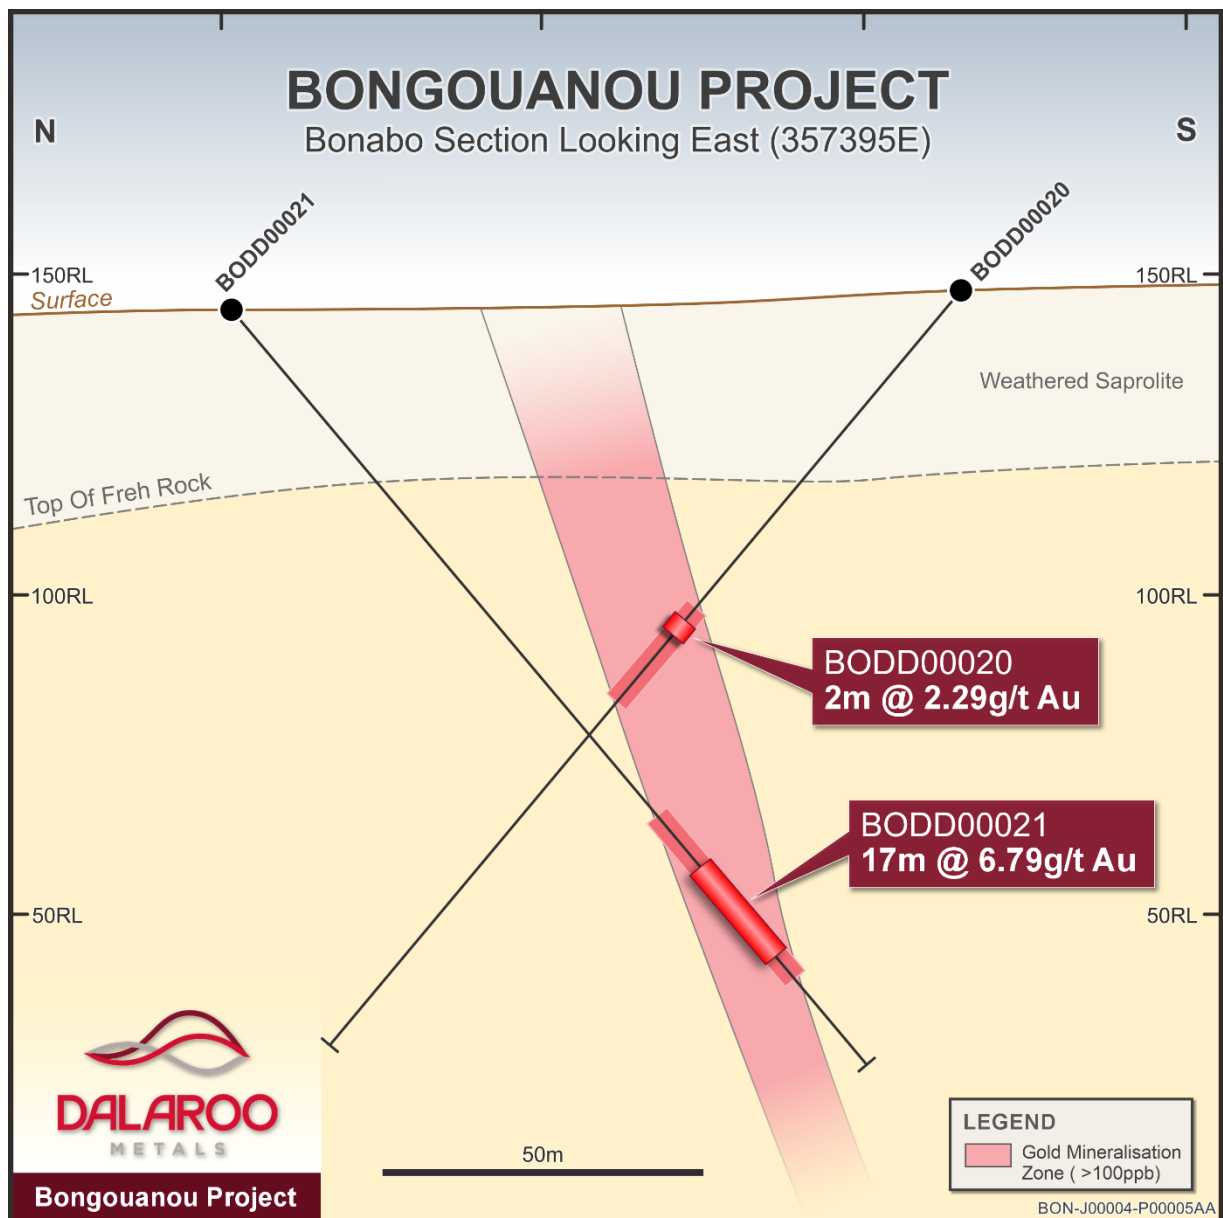 BONGOUANOU PROJECT
Bonabo Section Looking East (357395E)
N
S
BODD00021
BODD00020
150RL
150RL
Surface
Weathered Saprolite
Top Of Freh Rock
100RL
100RL
BODD00020
2m @ 2.29g/t Au
BODD00021
17m @ 6.79g/t Au
50RL
50RL
DALAROO
METALS
Bongouanou Project
50m
LEGEND
Gold Mineralisation
Zone ( >100ppb)
BON-J00004-P00005AA